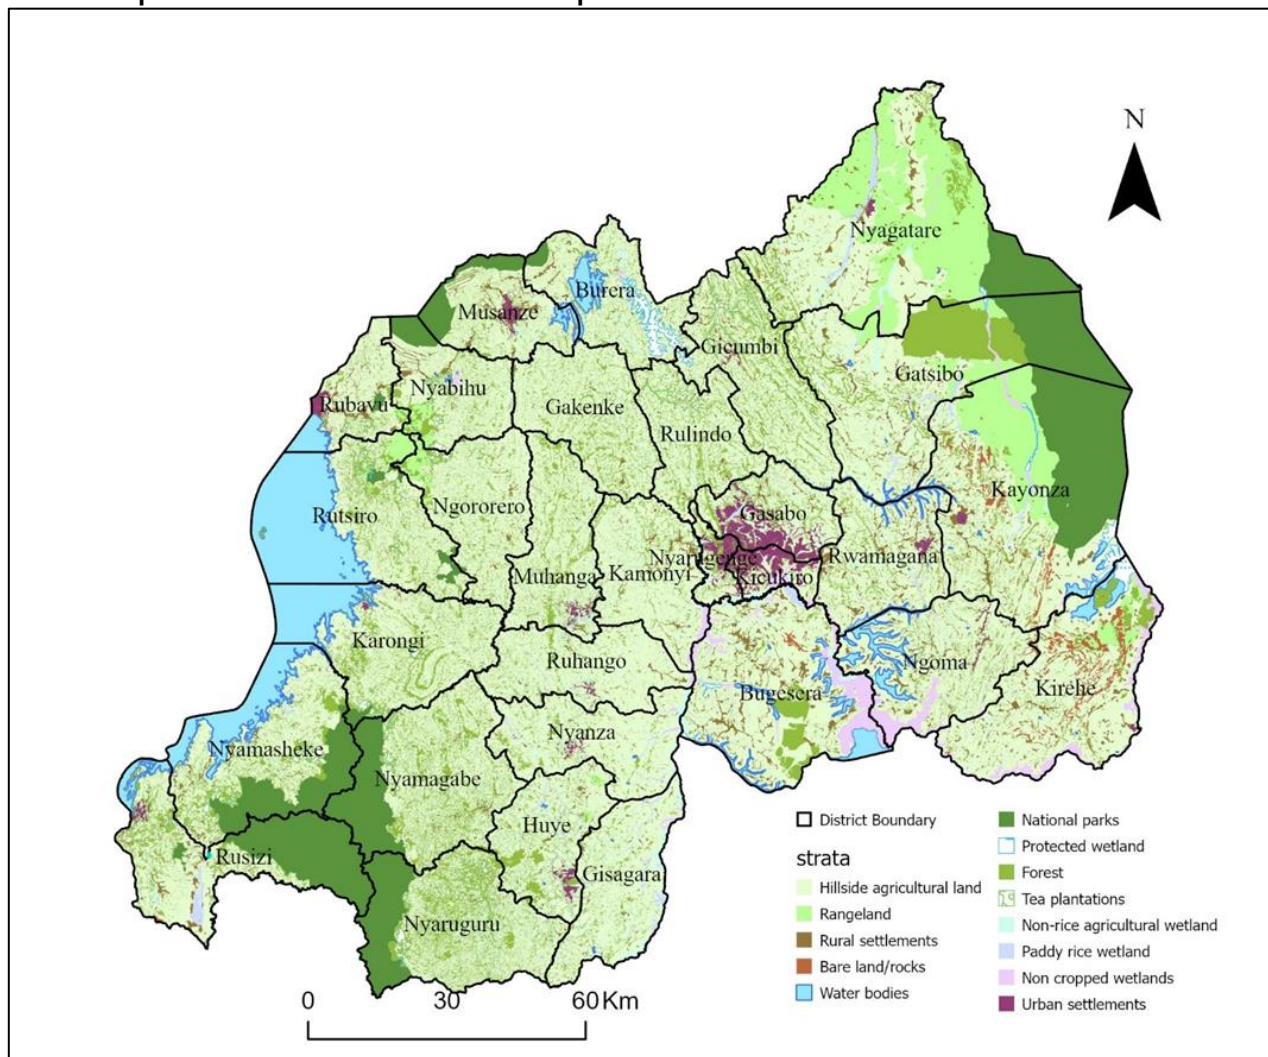 N
Nyagatare
Burera
Musanze
Gicumbi
Gatsibo
Nyabihu
Rubavu
Gakenke
Rulindo
Kayonza
Ngororero
Rutsiro
Gasabo
Nyarugenge
Rwamagana
Muhanga
Kamonyi
Kicukiro
Karongi
Ruhango
Ngoma
Kirehe
Bugesera
Nyanza
Nyamasheke
Nyamagabe
Huye
Rusizi
Gisagara
Nyaruguru
District Boundary
strata
Hillside agricultural land
Rangeland
Rural settlements
Bare land/rocks
Water bodies
National parks
Protected wetland
Forest
Tea plantations
Non-rice agricultural wetland
Paddy rice wetland
Non cropped wetlands
Urban settlements
0 30 60 Km